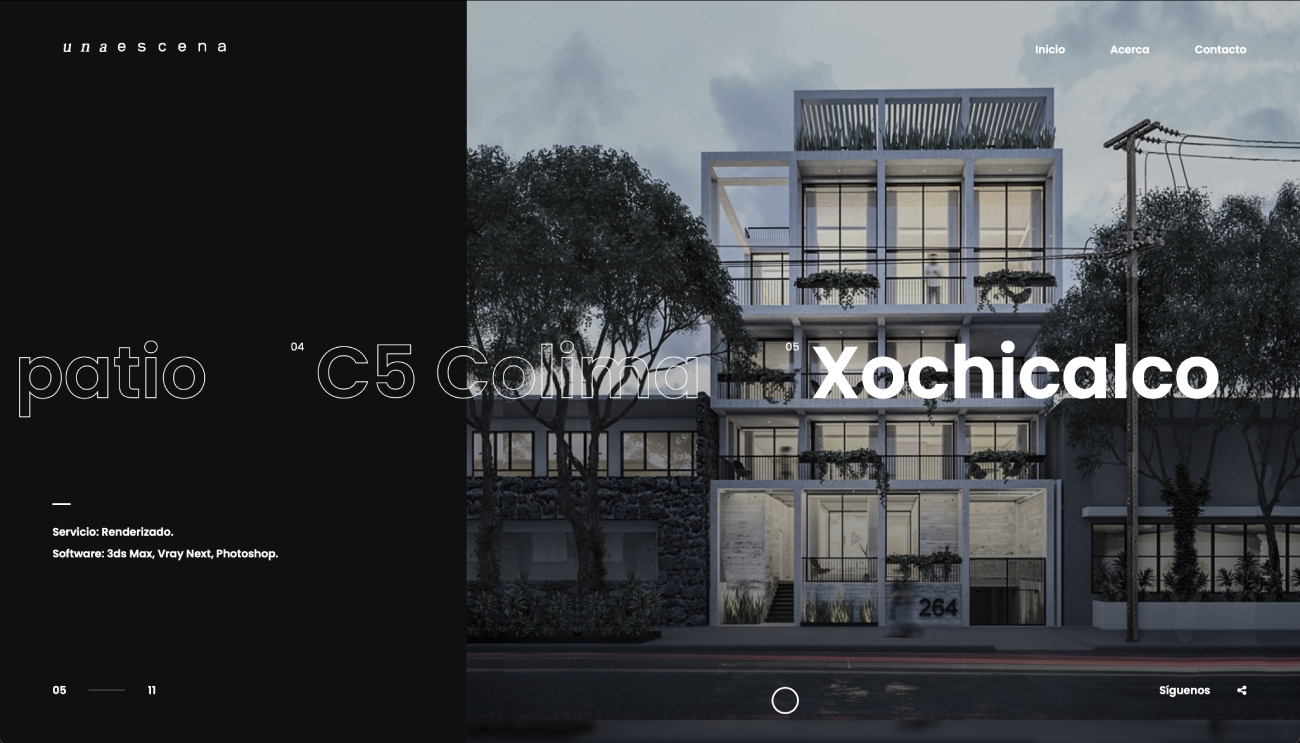 unaescena
Inicio Acerca Contacto
patio 04 C5 Colima 05 Xochicalco
Servicio: Renderizado.
Software: 3ds Max, Vray Next, Photoshop.
264
05 11
Síguenos